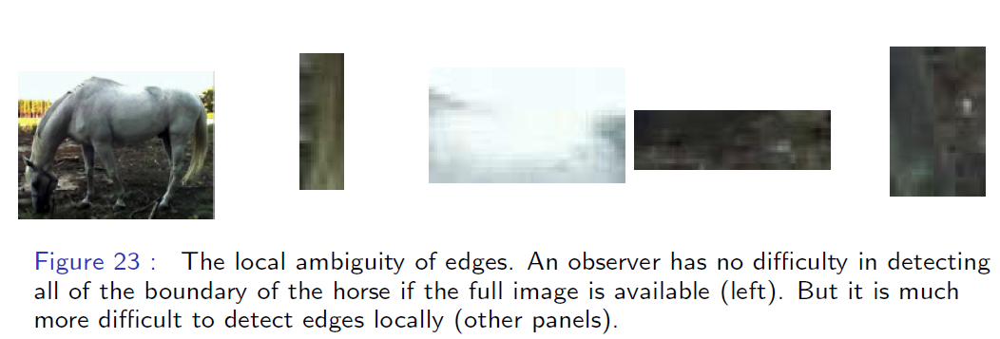 Figure 23 : The local ambiguity of edges. An observer has no difficulty in detecting
all of the boundary of the horse if the full image is available (left). But it is much
more difficult to detect edges locally (other panels).